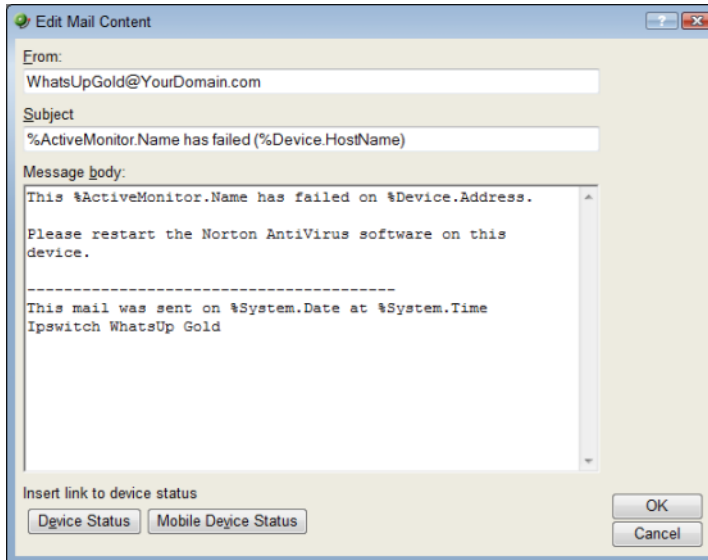 Edit Mail Content
From:
WhatsUpGold@YourDomain.com
Subject
%ActiveMonitor.Name has failed (%Device.HostName)
Message body:
This %ActiveMonitor.Name has failed on %Device.Address.
Please restart the Norton AntiVirus software on this
device.
----------------------------------------
This mail was sent on %System.Date at %System.Time
Ipswitch WhatsUp Gold
Insert link to device status
Device Status Mobile Device Status
OK
Cancel